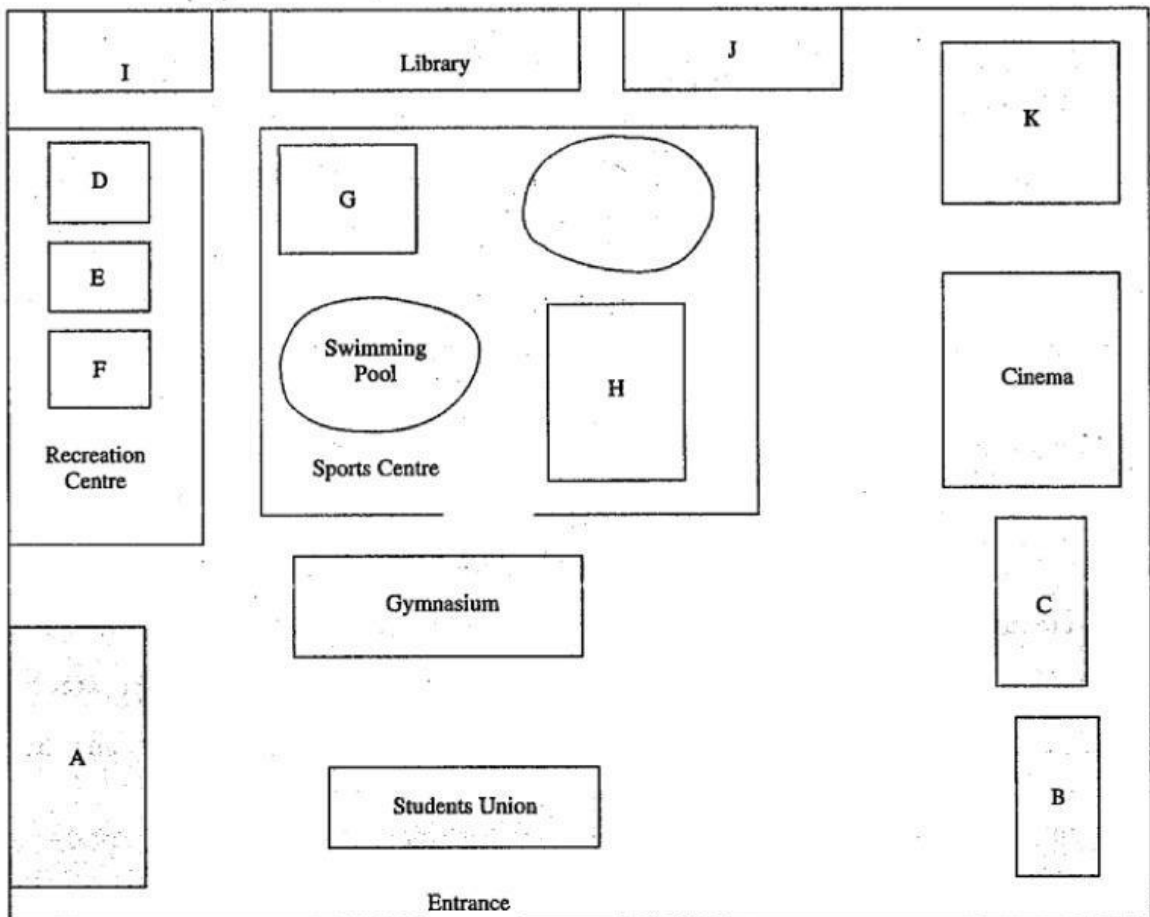 I
Library
J
K
D
G
E
F
Swimming
Pool
H
Cinema
Recreation
Centre
Sports Centre
Gymnasium
C
A
Students Union
B
Entrance